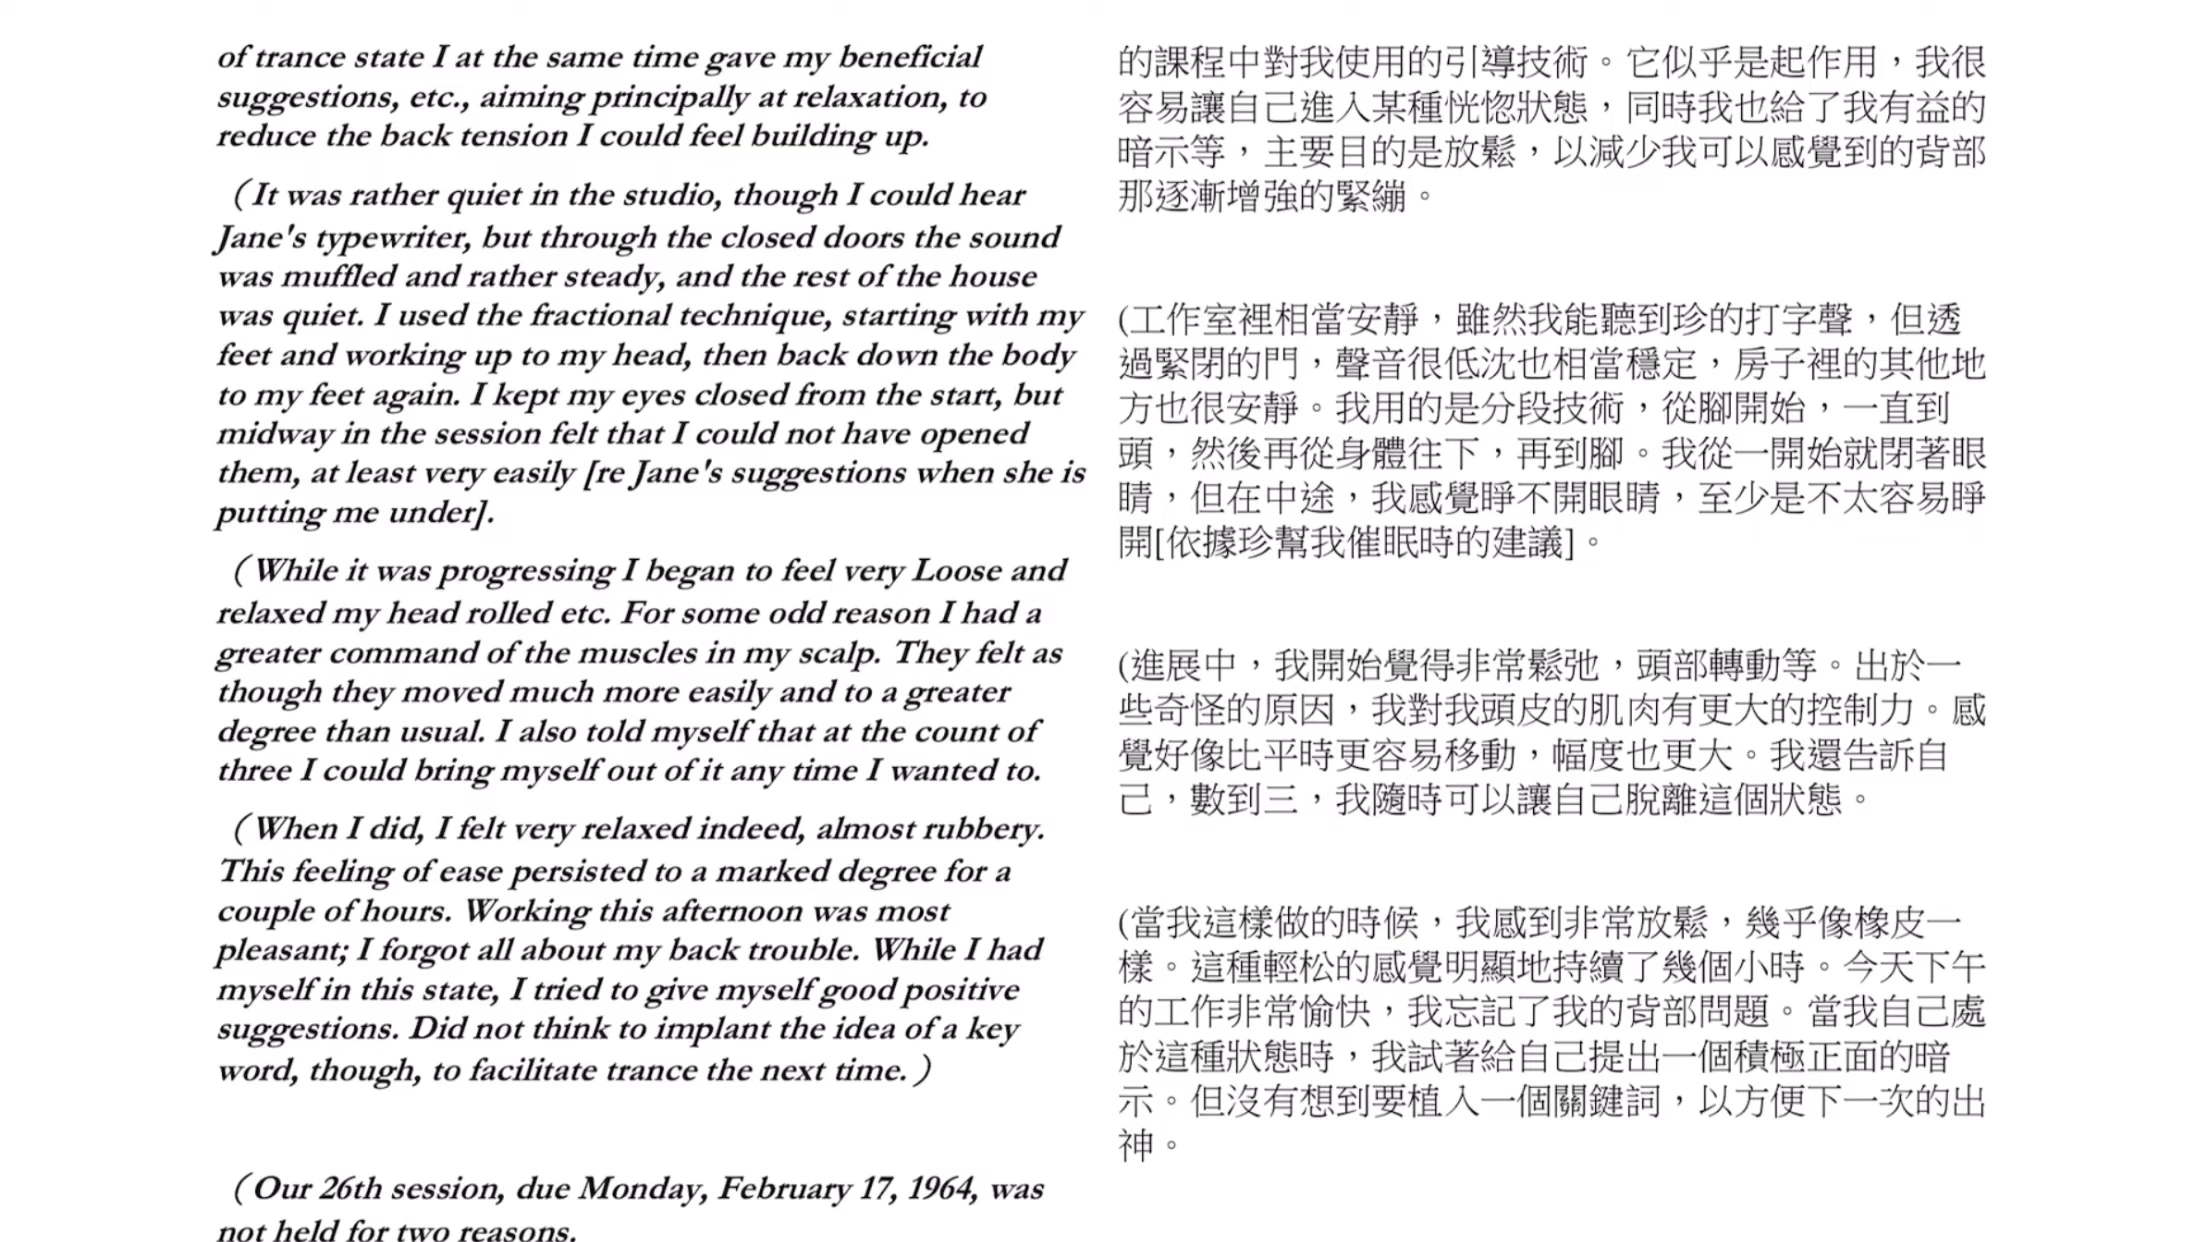 of trance state I at the same time gave my beneficial
suggestions, etc., aiming principally at relaxation, to
reduce the back tension I could feel building up.
（It was rather quiet in the studio, though I could hear
Jane's typewriter, but through the closed doors the sound
was muffled and rather steady, and the rest of the house
was quiet. I used the fractional technique, starting with my
feet and working up to my head, then back down the body
to my feet again. I kept my eyes closed from the start, but
midway in the session felt that I could not have opened
them, at least very easily [re Jane's suggestions when she is
putting me under].
（While it was progressing I began to feel very Loose and
relaxed my head rolled etc. For some odd reason I had a
greater command of the muscles in my scalp. They felt as
though they moved much more easily and to a greater
degree than usual. I also told myself that at the count of
three I could bring myself out of it any time I wanted to.
（When I did, I felt very relaxed indeed, almost rubbery.
This feeling of ease persisted to a marked degree for a
couple of hours. Working this afternoon was most
pleasant; I forgot all about my back trouble. While I had
myself in this state, I tried to give myself good positive
suggestions. Did not think to implant the idea of a key
word, though, to facilitate trance the next time.）
（Our 26th session, due Monday, February 17, 1964, was
not held for two reasons.
的課程中對我使用的引導技術。它似乎是起作用，我很
容易讓自己進入某種恍惚狀態，同時我也給了我有益的
暗示等，主要目的是放鬆，以減少我可以感覺到的背部
那逐漸增強的緊繃。
(工作室裡相當安靜，雖然我能聽到珍的打字聲，但透
過緊閉的門，聲音很低沈也相當穩定，房子裡的其他地
方也很安靜。我用的是分段技術，從腳開始，一直到
頭，然後再從身體往下，再到腳。我從一開始就閉著眼
睛，但在中途，我感覺睜不開眼睛，至少是不太容易睜
開[依據珍幫我催眠時的建議]。
(進展中，我開始覺得非常鬆弛，頭部轉動等。出於一
些奇怪的原因，我對我頭皮的肌肉有更大的控制力。感
覺好像比平時更容易移動，幅度也更大。我還告訴自
己，數到三，我隨時可以讓自己脫離這個狀態。
(當我這樣做的時候，我感到非常放鬆，幾乎像橡皮一
樣。這種輕松的感覺明顯地持續了幾個小時。今天下午
的工作非常愉快，我忘記了我的背部問題。當我自己處
於這種狀態時，我試著給自己提出一個積極正面的暗
示。但沒有想到要植入一個關鍵詞，以方便下一次的出
神。